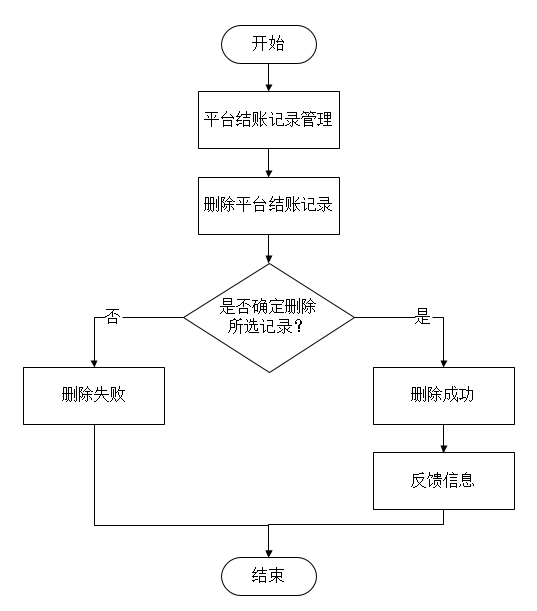 开始
平台结账记录管理
删除平台结账记录
是否确定删除
所选记录？
否
是
删除失败
删除成功
反馈信息
结束